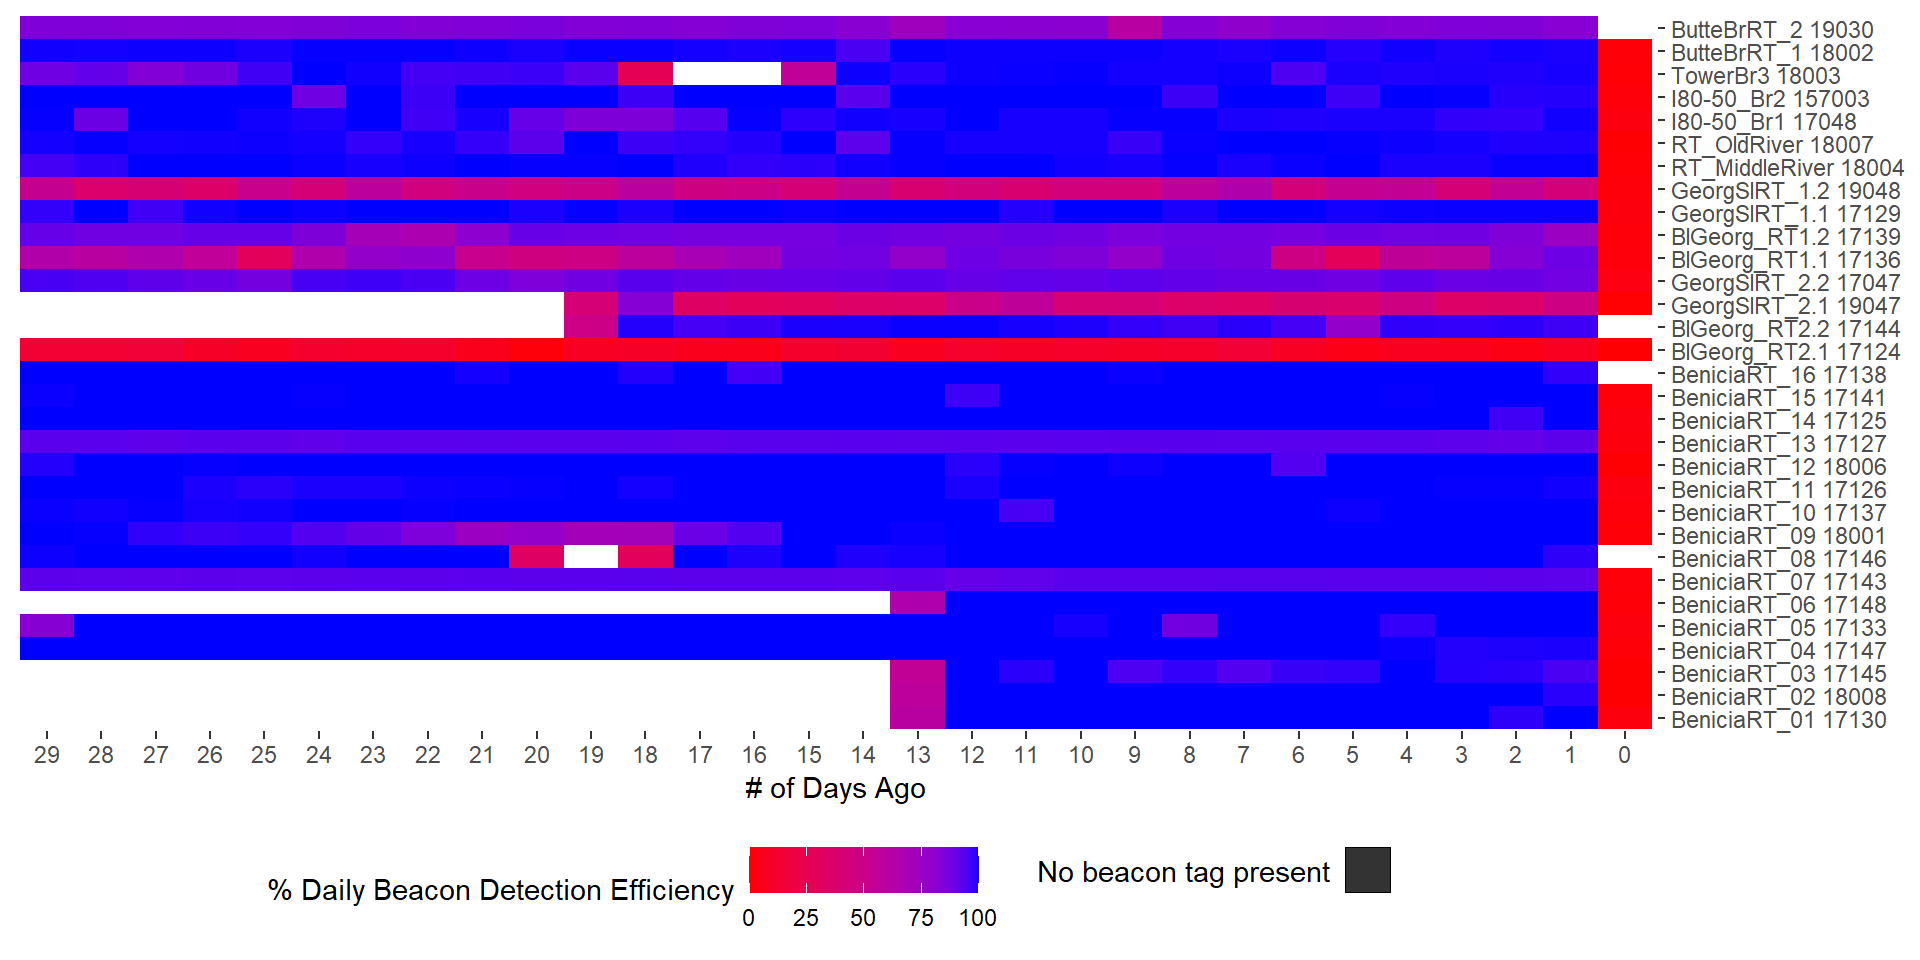 ButteBrRT_2 19030
ButteBrRT_1 18002
TowerBr3 18003
I80-50_Br2 157003
I80-50_Br1 17048
RT_OldRiver 18007
RT_MiddleRiver 18004
GeorgSlRT_1.2 19048
GeorgSlRT_1.1 17129
BlGeorg_RT1.2 17139
BlGeorg_RT1.1 17136
GeorgSlRT_2.2 17047
GeorgSlRT_2.1 19047
BlGeorg_RT2.2 17144
BlGeorg_RT2.1 17124
BeniciaRT_16 17138
BeniciaRT_15 17141
BeniciaRT_14 17125
BeniciaRT_13 17127
BeniciaRT_12 18006
BeniciaRT_11 17126
BeniciaRT_10 17137
BeniciaRT_09 18001
BeniciaRT_08 17146
BeniciaRT_07 17143
BeniciaRT_06 17148
BeniciaRT_05 17133
BeniciaRT_04 17147
BeniciaRT_03 17145
BeniciaRT_02 18008
BeniciaRT_01 17130
29 28 27 26 25 24 23 22 21 20 19 18 17 16 15 14 13 12 11 10 9 8 7 6 5 4 3 2 1 0
# of Days Ago
% Daily Beacon Detection Efficiency
0 25 50 75 100
No beacon tag present